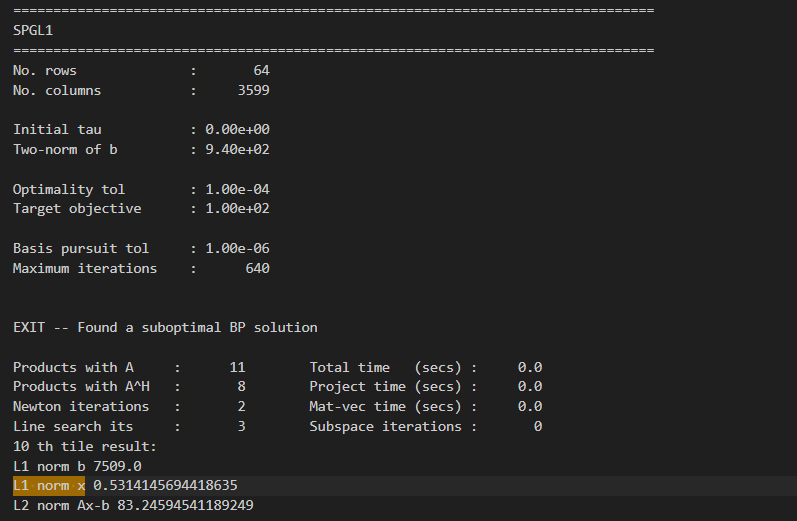 ================================================================================
SPGL1
================================================================================
No. rows              :       64
No. columns           :     3599

Initial tau           : 0.00e+00
Two-norm of b         : 9.40e+02

Optimality tol        : 1.00e-04
Target objective      : 1.00e+02

Basis pursuit tol     : 1.00e-06
Maximum iterations    :      640

EXIT -- Found a suboptimal BP solution

Products with A     :      11        Total time   (secs) :     0.0
Products with A^H   :       8        Project time (secs) :     0.0
Newton iterations   :       2        Mat-vec time (secs) :     0.0
Line search its     :       3        Subspace iterations :       0
10 th tile result:
L1 norm b 7509.0
L1 norm x 0.5314145694418635
L2 norm Ax-b 83.24594541189249